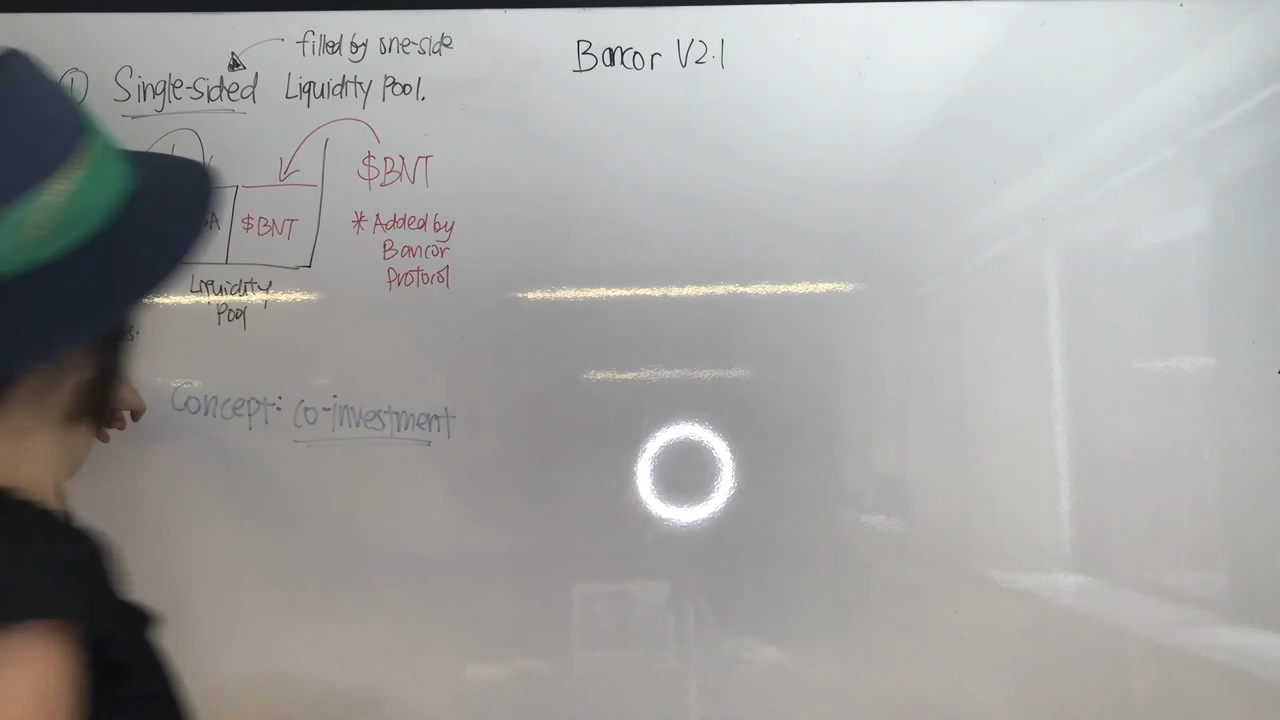 filled by one-side
Bancor V2.1
① Single-sided Liquidity Pool.
$BNT
A $BNT
* Added by
Bancor
Protocol
Liquidity
Pool
s.
Concept: co-investment